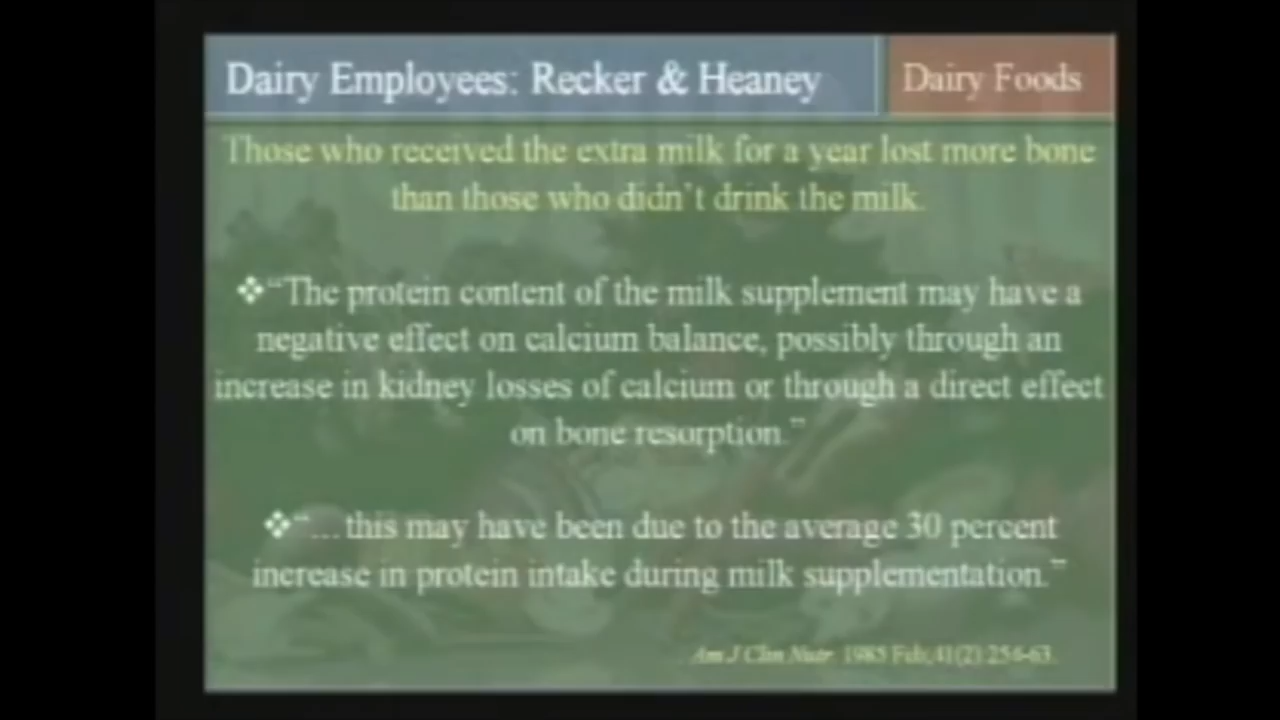 Dairy Employees: Recker & Heaney
Dairy Foods
Those who received the extra milk for a year lost more bone
than those who didn't drink the milk.
❖“The protein content of the milk supplement may have a
negative effect on calcium balance, possibly through an
increase in kidney losses of calcium or through a direct effect
on bone resorption.”
❖“... this may have been due to the average 30 percent
increase in protein intake during milk supplementation.”
Am J Clin Nutr. 1985 Feb;41(2):254-63.